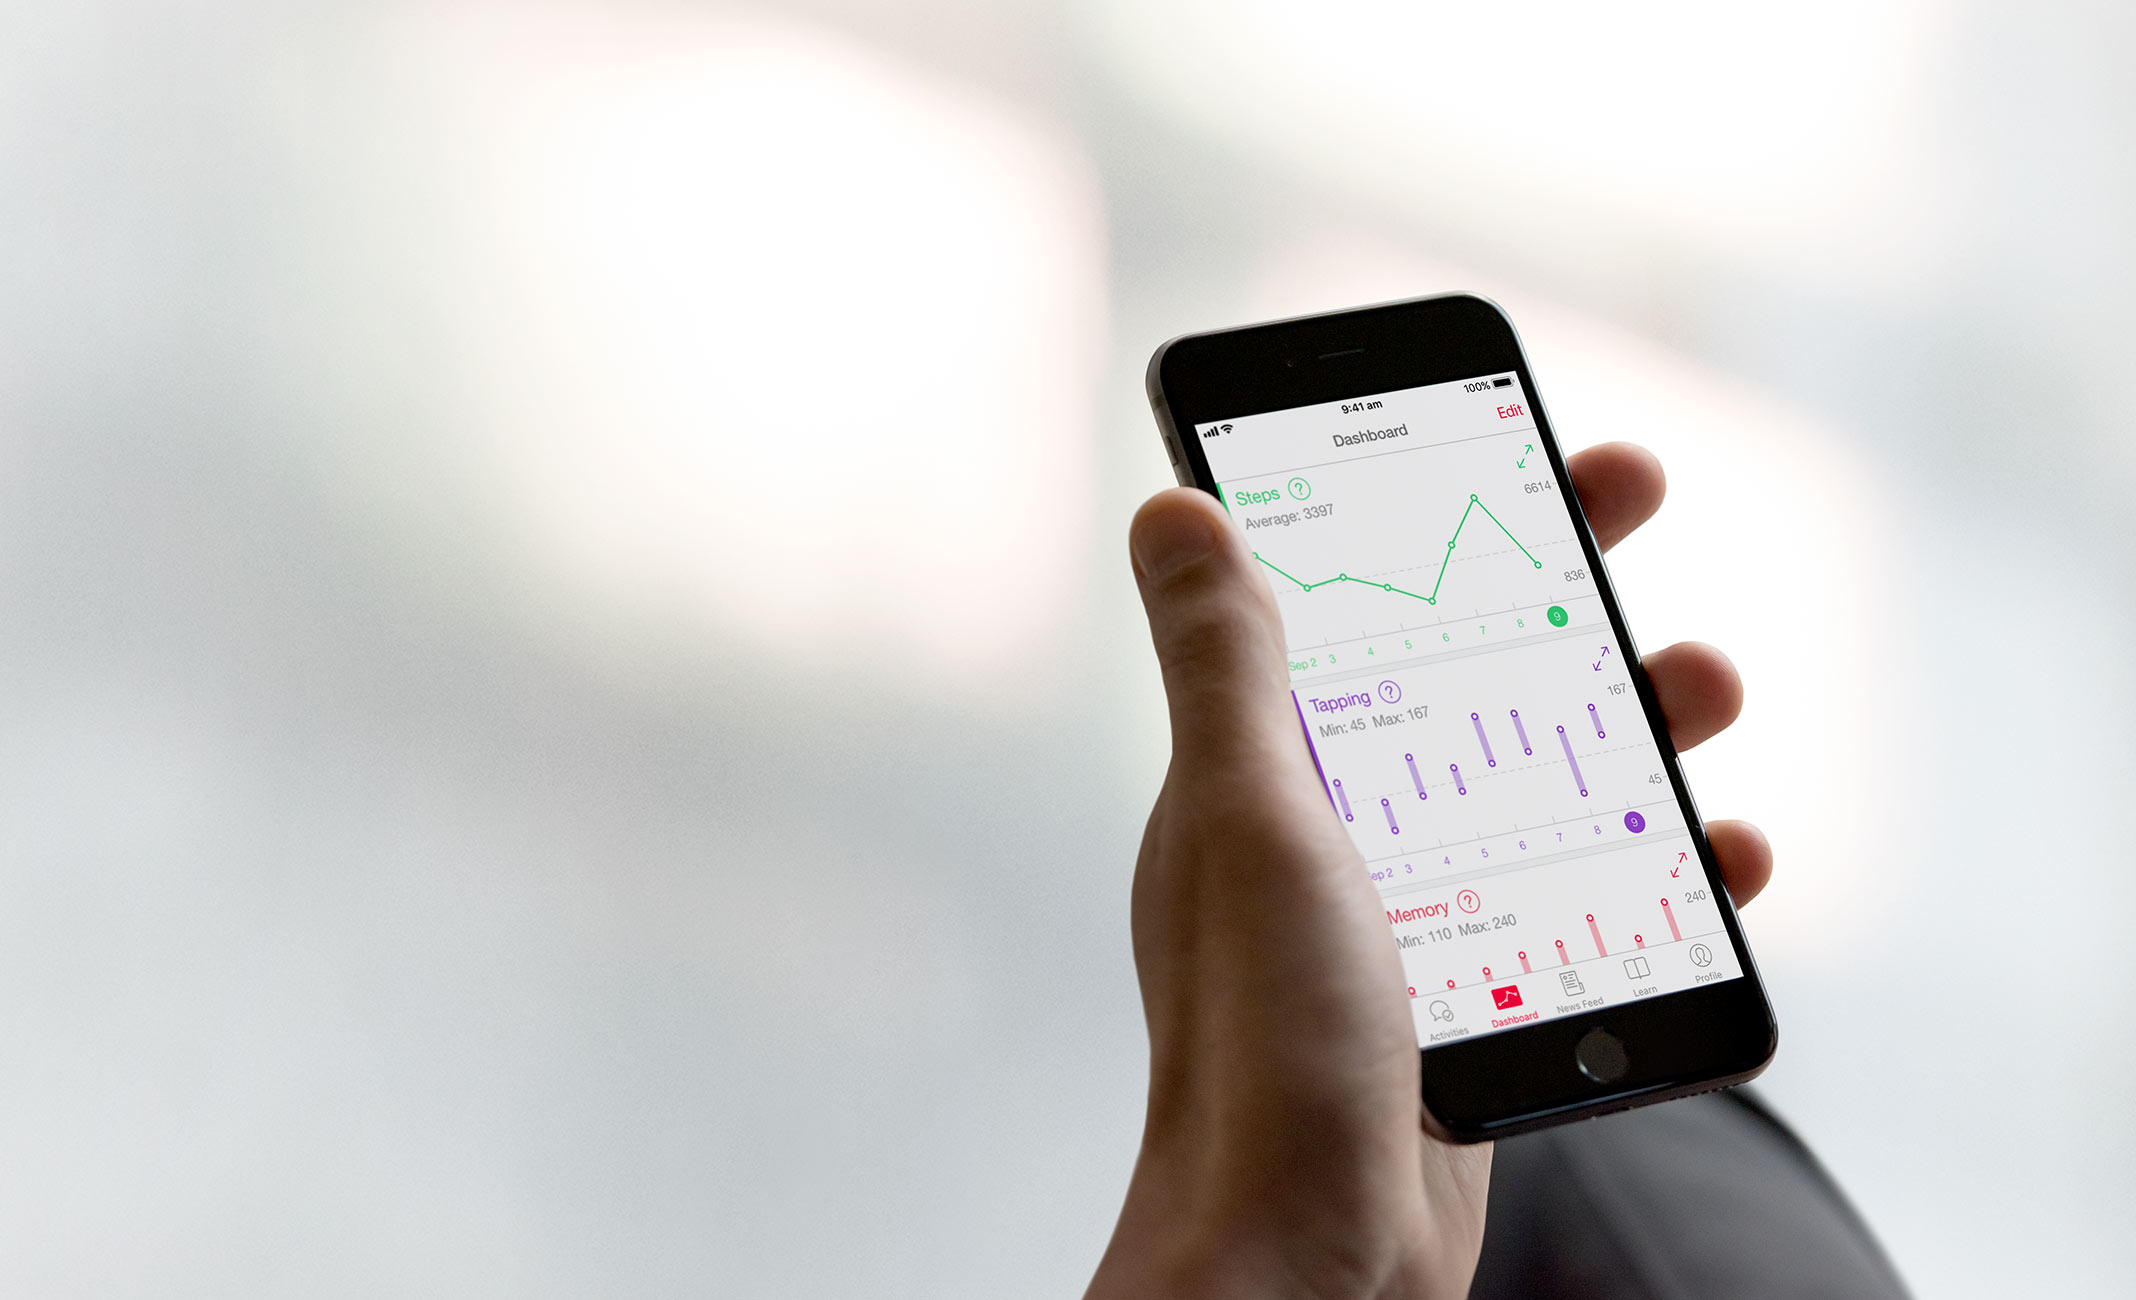 100%
9:41 am
Dashboard
Edit
Steps ?
Average: 3397
6614
836
Sep 2 3 4 5 6 7 8 9
Tapping ?
Min: 45 Max: 167
167
45
ep 2 3 4 5 6 7 8 9
Memory ?
Min: 110 Max: 240
240
Activities
Dashboard
News Feed
Learn
Profile